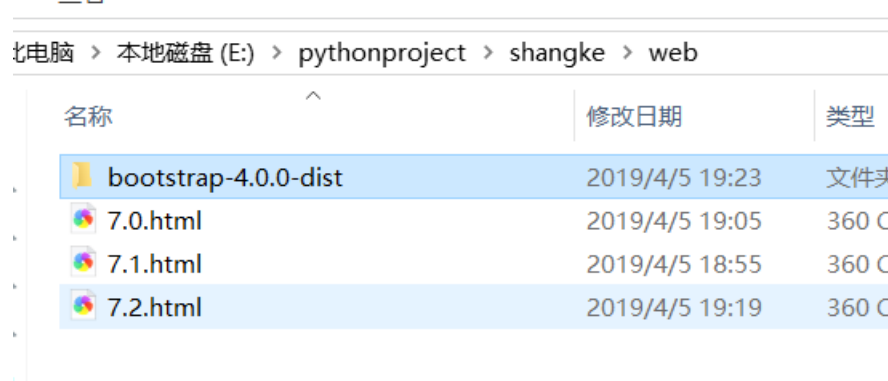 此电脑 > 本地磁盘 (E:) > pythonproject > shangke > web
名称 修改日期 类型
bootstrap-4.0.0-dist 2019/4/5 19:23 文件夹
7.0.html 2019/4/5 19:05 360 C
7.1.html 2019/4/5 18:55 360 C
7.2.html 2019/4/5 19:19 360 C